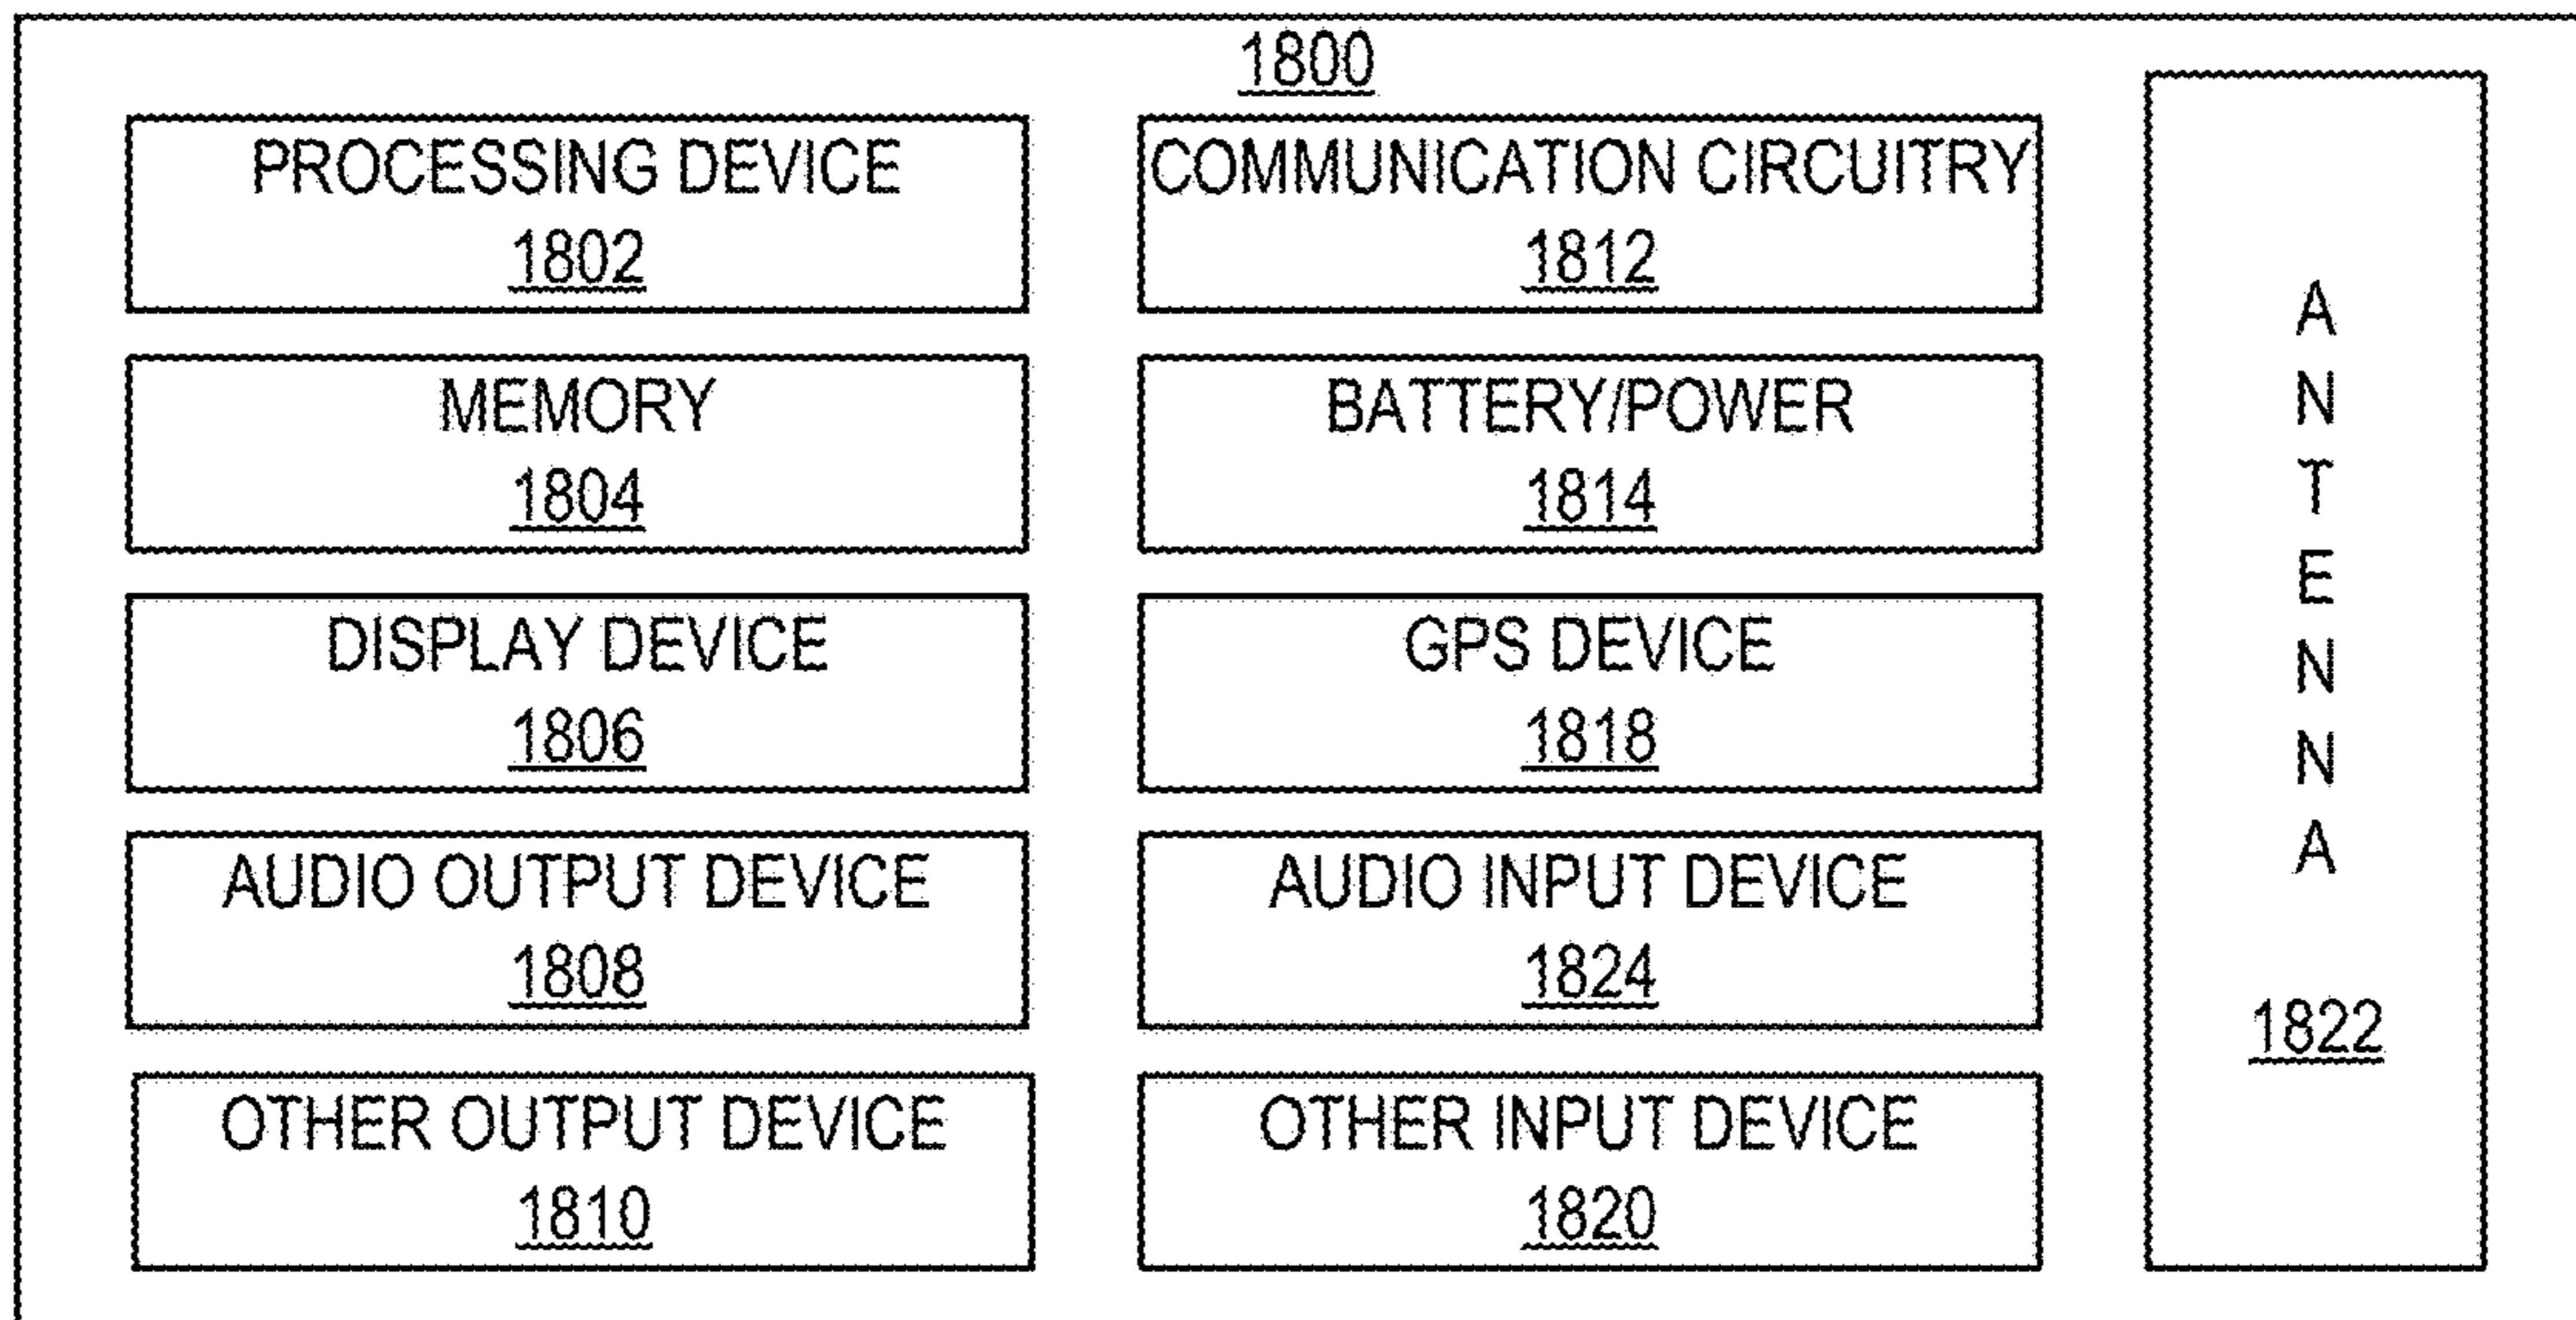 1800
PROCESSING DEVICE
1802
COMMUNICATION CIRCUITRY
1812
MEMORY
1804
BATTERY/POWER
1814
DISPLAY DEVICE
1806
GPS DEVICE
1818
AUDIO OUTPUT DEVICE
1808
AUDIO INPUT DEVICE
1824
OTHER OUTPUT DEVICE
1810
OTHER INPUT DEVICE
1820
ANTENNA
1822